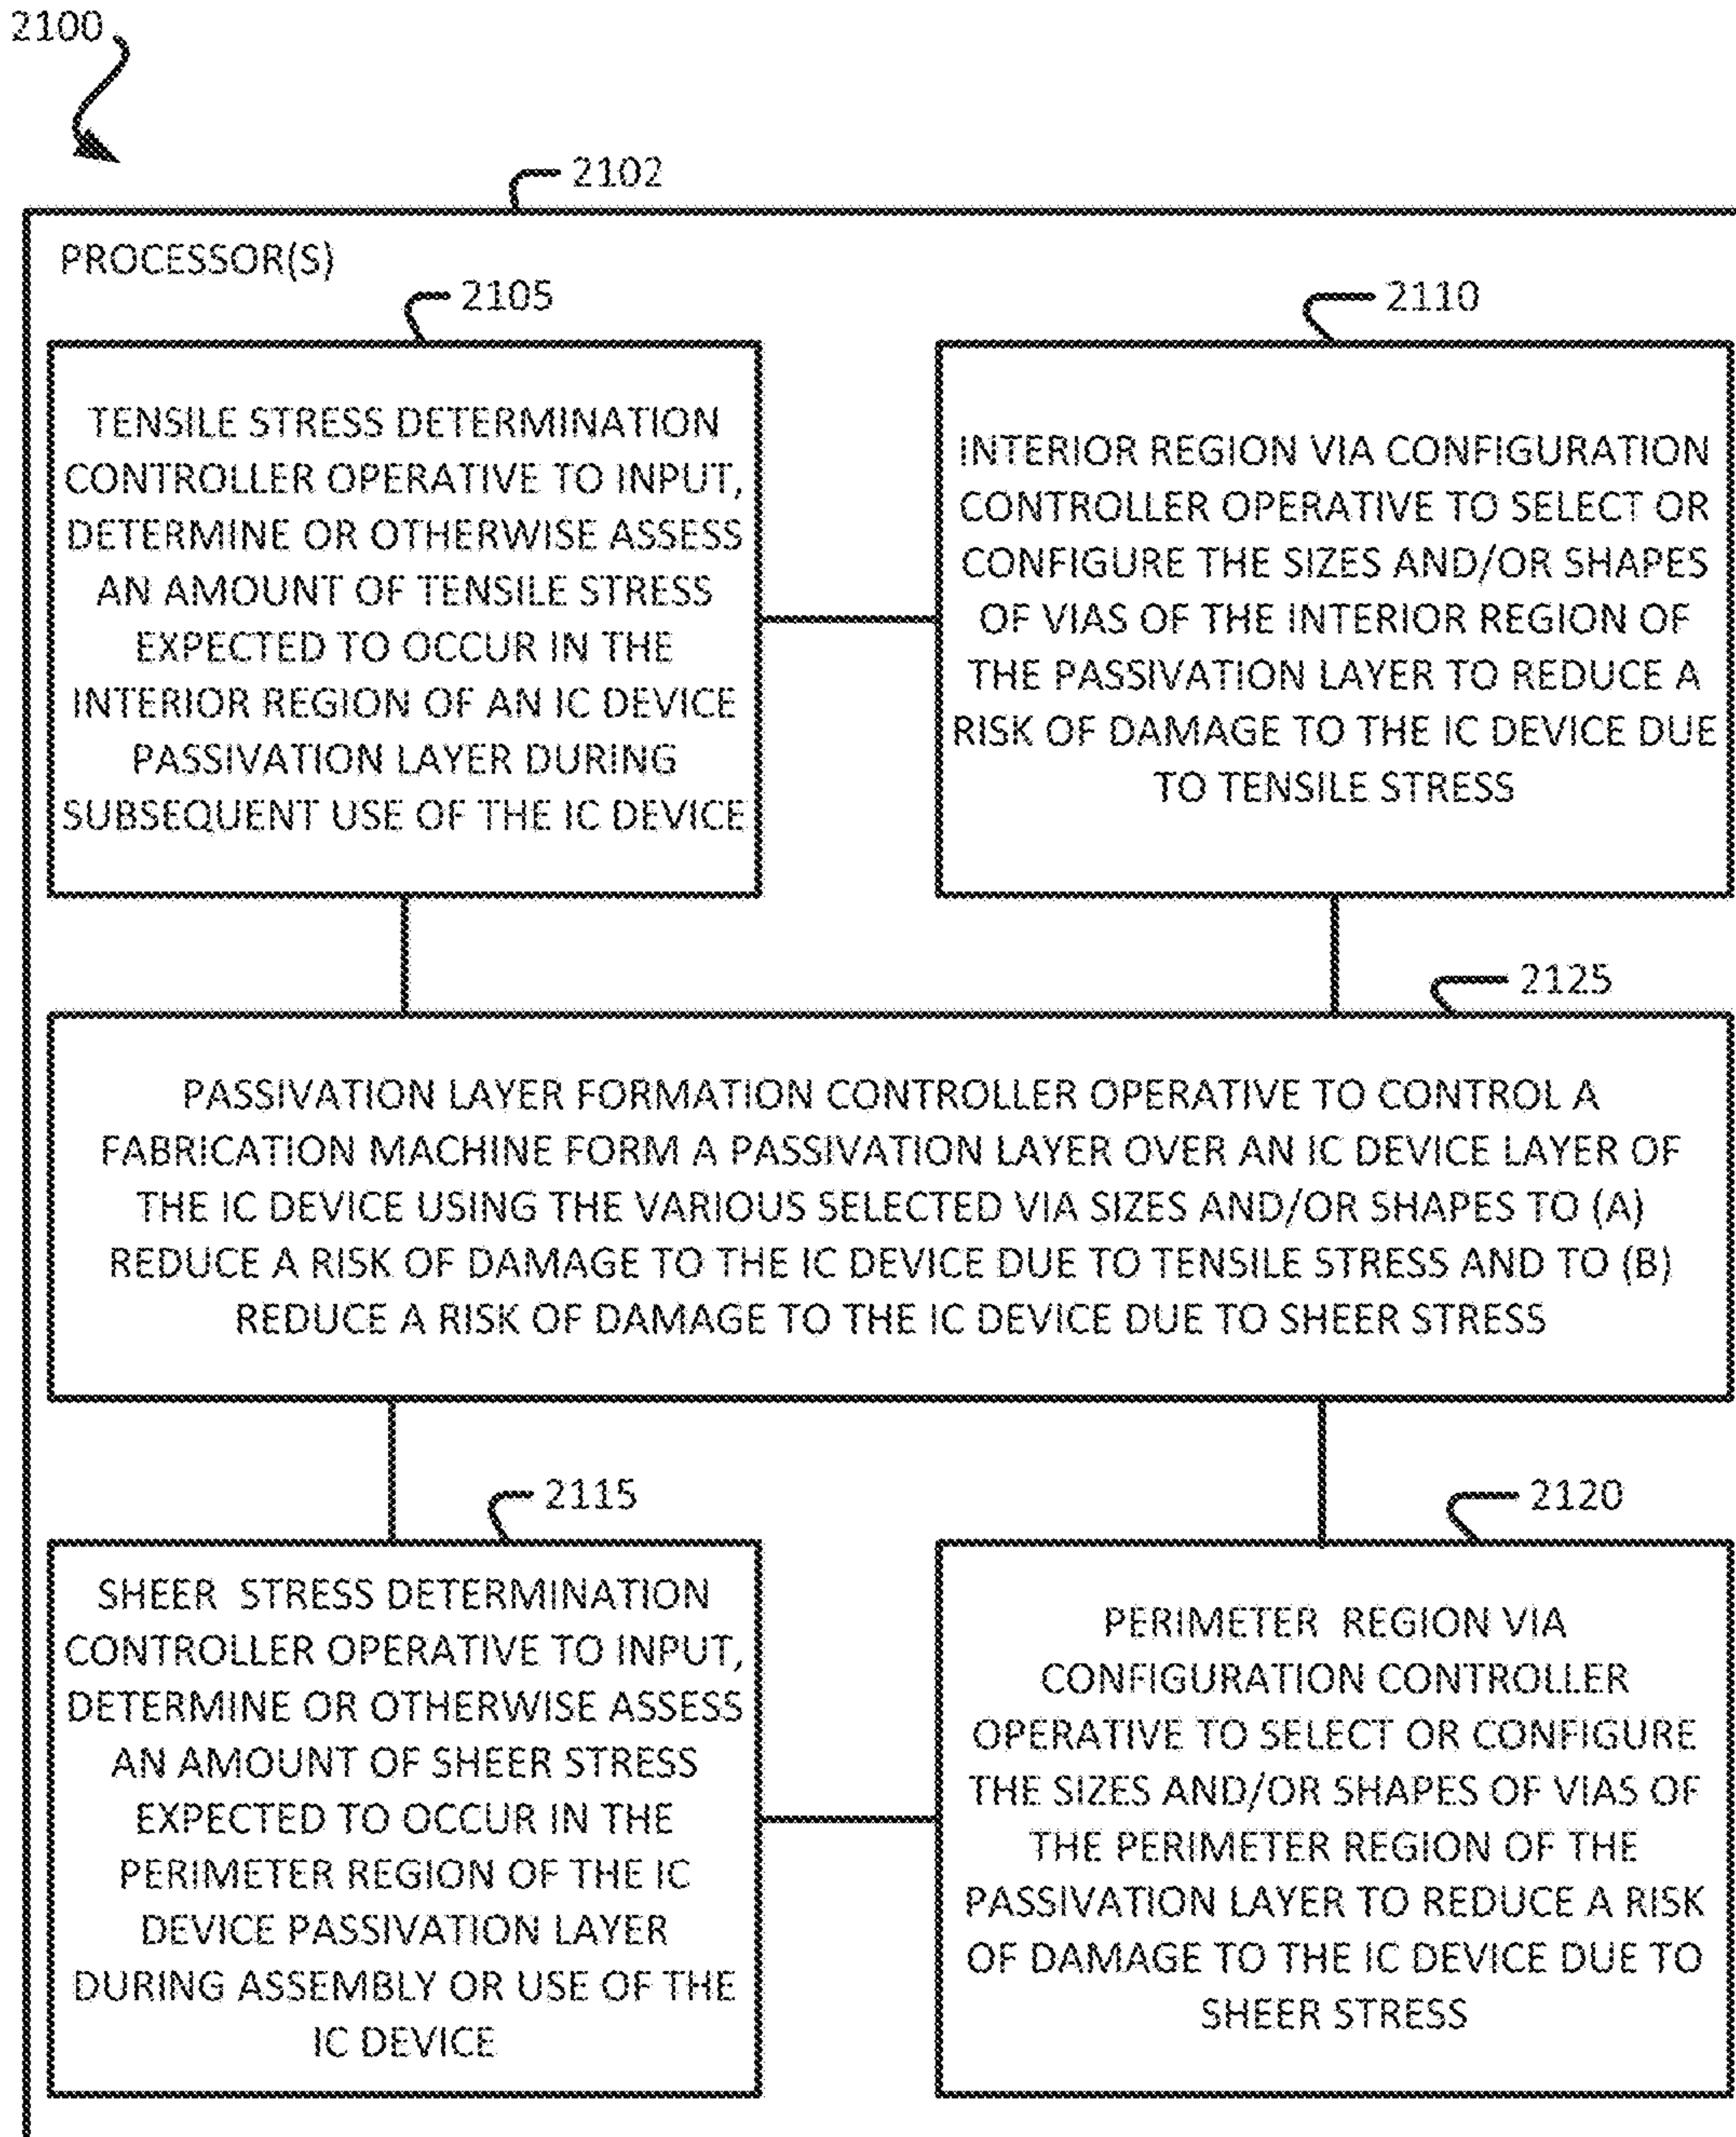 2100
2102
PROCESSOR(S)
2105
TENSILE STRESS DETERMINATION
CONTROLLER OPERATIVE TO INPUT,
DETERMINE OR OTHERWISE ASSESS
AN AMOUNT OF TENSILE STRESS
EXPECTED TO OCCUR IN THE
INTERIOR REGION OF AN IC DEVICE
PASSIVATION LAYER DURING
SUBSEQUENT USE OF THE IC DEVICE
2110
INTERIOR REGION VIA CONFIGURATION
CONTROLLER OPERATIVE TO SELECT OR
CONFIGURE THE SIZES AND/OR SHAPES
OF VIAS OF THE INTERIOR REGION OF
THE PASSIVATION LAYER TO REDUCE A
RISK OF DAMAGE TO THE IC DEVICE DUE
TO TENSILE STRESS
2125
PASSIVATION LAYER FORMATION CONTROLLER OPERATIVE TO CONTROL A
FABRICATION MACHINE FORM A PASSIVATION LAYER OVER AN IC DEVICE LAYER OF
THE IC DEVICE USING THE VARIOUS SELECTED VIA SIZES AND/OR SHAPES TO (A)
REDUCE A RISK OF DAMAGE TO THE IC DEVICE DUE TO TENSILE STRESS AND TO (B)
REDUCE A RISK OF DAMAGE TO THE IC DEVICE DUE TO SHEER STRESS
2115
SHEER STRESS DETERMINATION
CONTROLLER OPERATIVE TO INPUT,
DETERMINE OR OTHERWISE ASSESS
AN AMOUNT OF SHEER STRESS
EXPECTED TO OCCUR IN THE
PERIMETER REGION OF THE IC
DEVICE PASSIVATION LAYER
DURING ASSEMBLY OR USE OF THE
IC DEVICE
2120
PERIMETER REGION VIA
CONFIGURATION CONTROLLER
OPERATIVE TO SELECT OR CONFIGURE
THE SIZES AND/OR SHAPES OF VIAS OF
THE PERIMETER REGION OF THE
PASSIVATION LAYER TO REDUCE A RISK
OF DAMAGE TO THE IC DEVICE DUE TO
SHEER STRESS